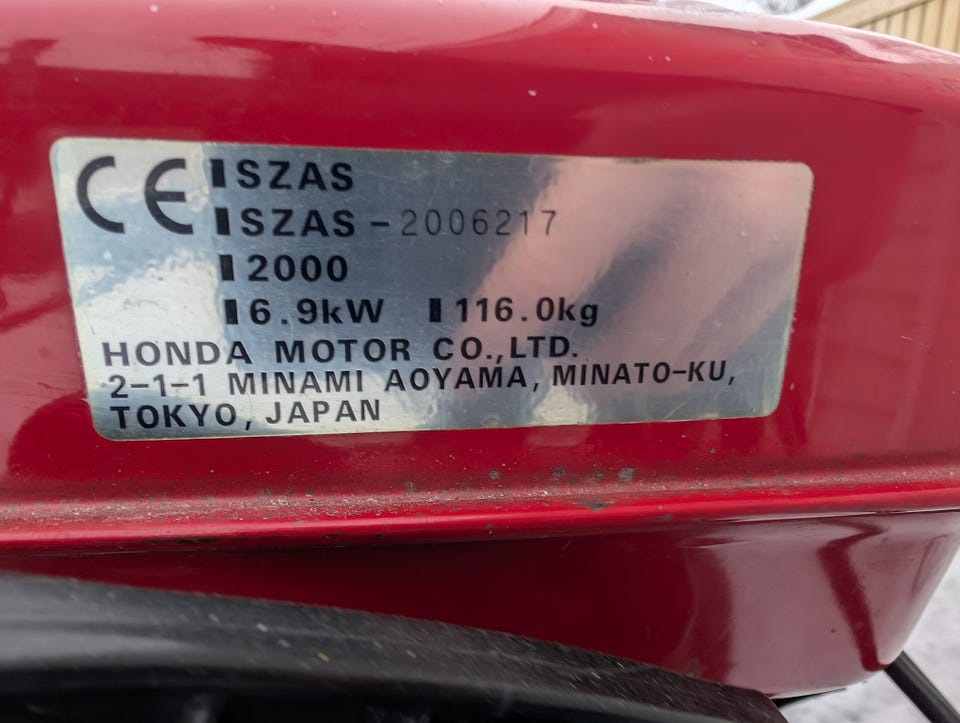 CE SZAS
SZAS-2006217
2000
6.9kW 116.0kg
HONDA MOTOR CO.,LTD.
2-1-1 MINAMI AOYAMA, MINATO-KU,
TOKYO, JAPAN